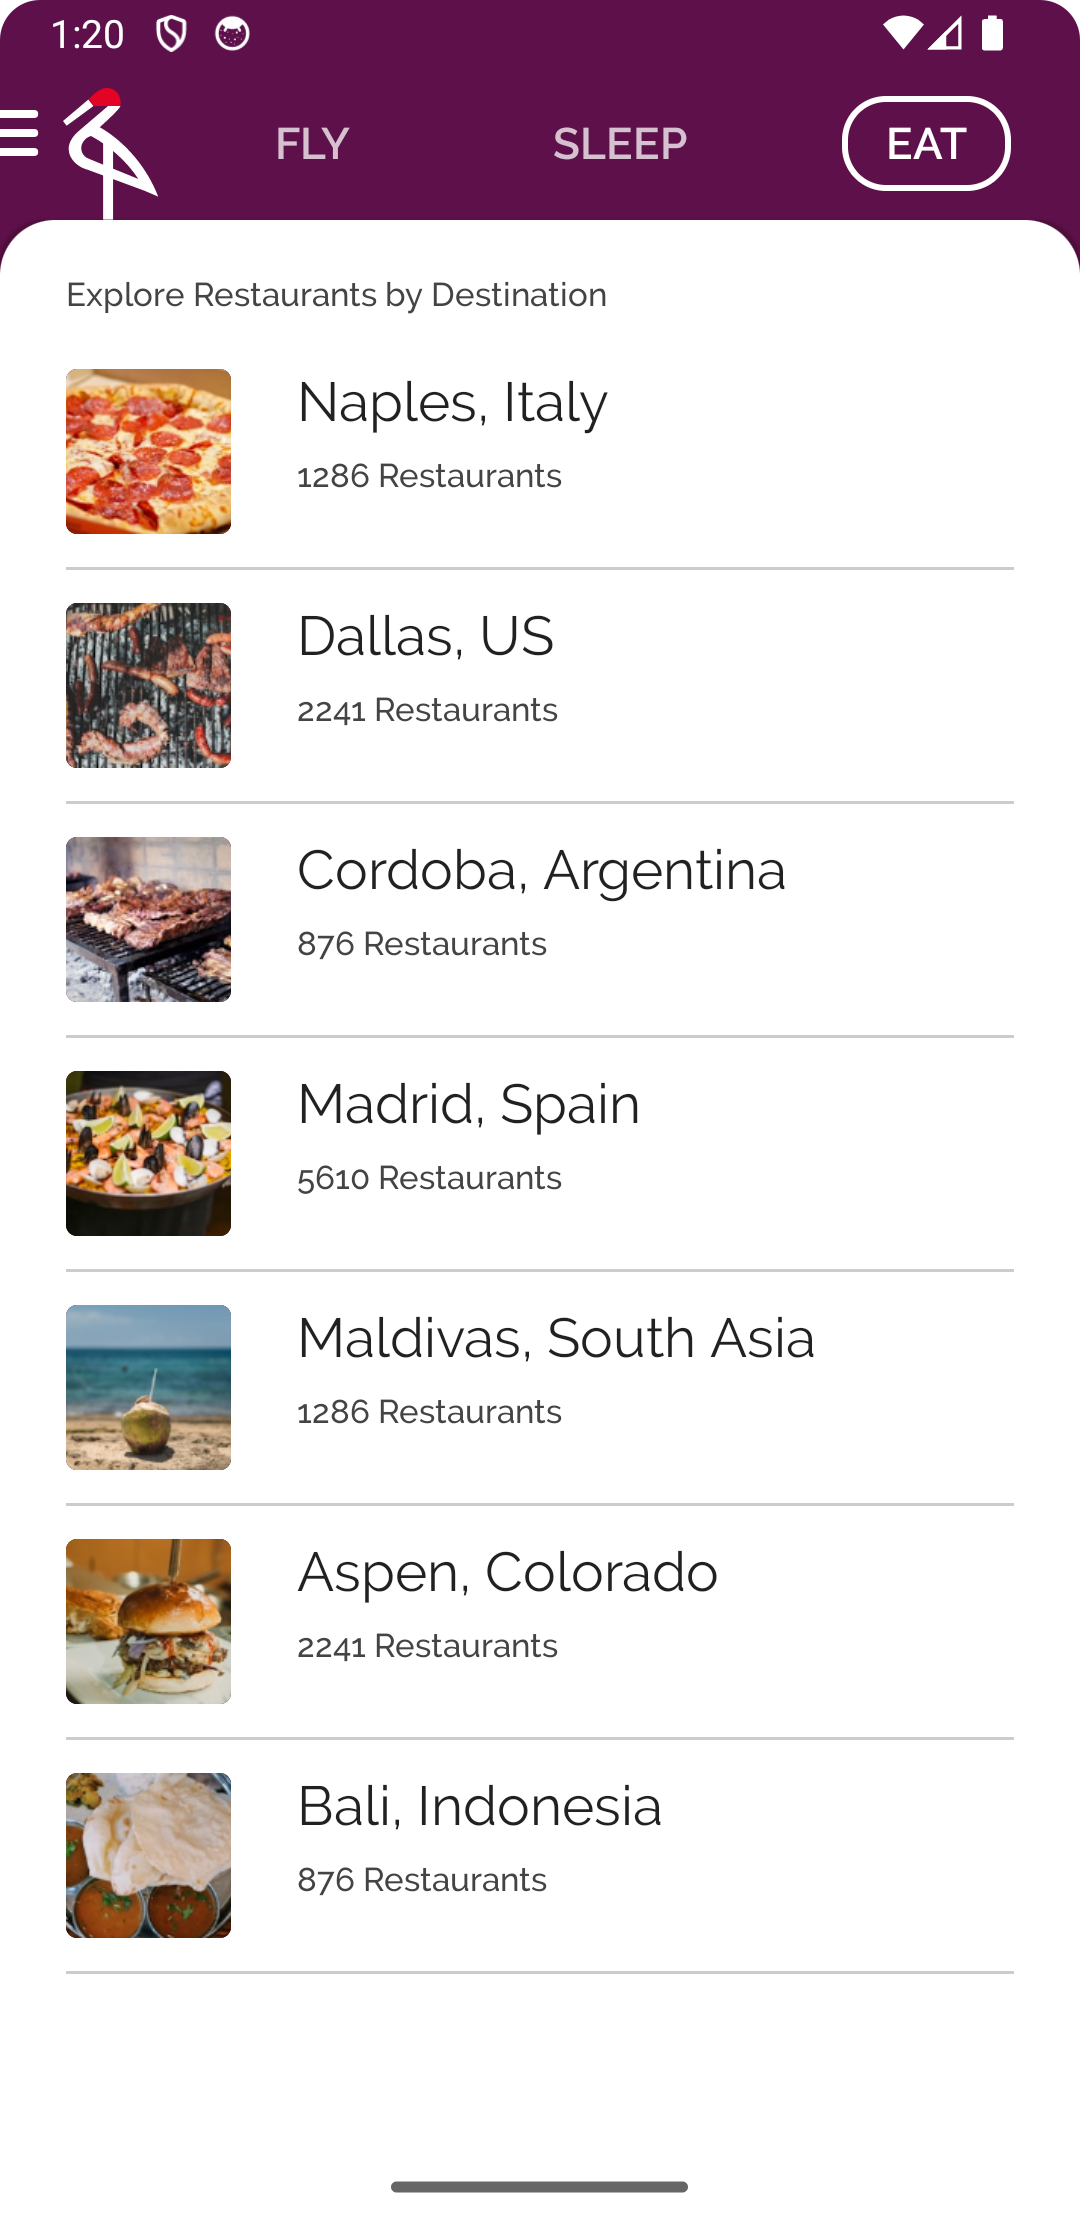 1:20
FLY
SLEEP
EAT
Explore Restaurants by Destination
Naples, Italy
1286 Restaurants
Dallas, US
2241 Restaurants
Cordoba, Argentina
876 Restaurants
Madrid, Spain
5610 Restaurants
Maldivas, South Asia
1286 Restaurants
Aspen, Colorado
2241 Restaurants
Bali, Indonesia
876 Restaurants